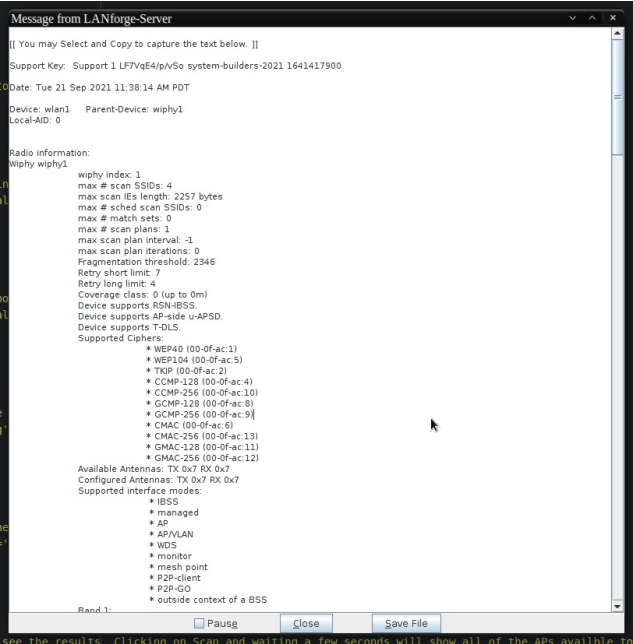 Message from LANforge-Server
[[ You may Select and Copy to capture the text below. ]]
Support Key: Support 1 LF7VqE4/p/vSo system-builders-2021 1641417900
Date: Tue 21 Sep 2021 11:38:14 AM PDT
Device: wlan1 Parent-Device: wiphy1
Local-AID: 0
Radio information:
Wiphy wiphy1
wiphy index: 1
max # scan SSIDs: 4
max scan IEs length: 2257 bytes
max # sched scan SSIDs: 0
max # match sets: 0
max # scan plans: 1
max scan plan interval: -1
max scan plan iterations: 0
Fragmentation threshold: 2346
Retry short limit: 7
Retry long limit: 4
Coverage class: 0 (up to 0m)
Device supports RSN-IBSS.
Device supports AP-side u-APSD.
Device supports T-DLS.
Supported Ciphers:
* WEP40 (00-0f-ac:1)
* WEP104 (00-0f-ac:5)
* TKIP (00-0f-ac:2)
* CCMP-128 (00-0f-ac:4)
* CCMP-256 (00-0f-ac:10)
* GCMP-128 (00-0f-ac:8)
* GCMP-256 (00-0f-ac:9)
* CMAC (00-0f-ac:6)
* CMAC-256 (00-0f-ac:13)
* GMAC-128 (00-0f-ac:11)
* GMAC-256 (00-0f-ac:12)
Available Antennas: TX 0x7 RX 0x7
Configured Antennas: TX 0x7 RX 0x7
Supported interface modes:
* IBSS
* managed
* AP
* AP/VLAN
* WDS
* monitor
* mesh point
* P2P-client
* P2P-GO
* outside context of a BSS
Band 1:
Pause
Close
Save File
see the results. Clicking on Scan and waiting a few seconds will show all of the APs availble to